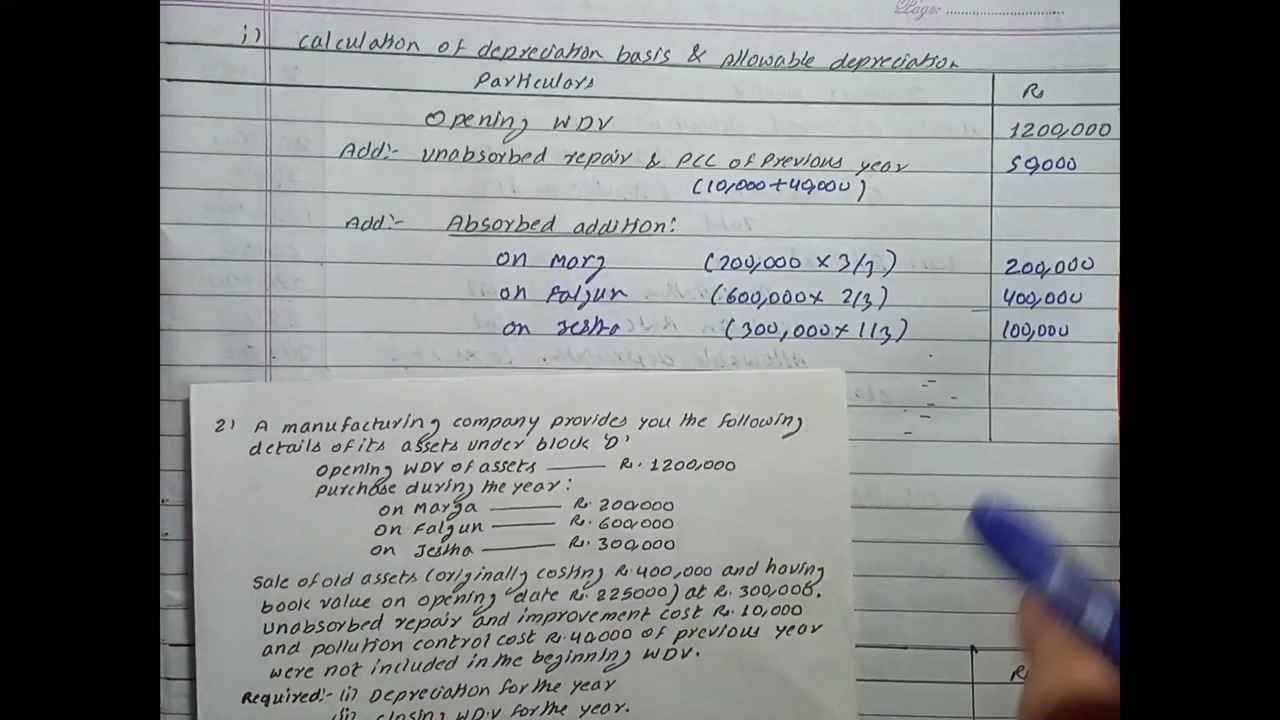 Page: ........................
i) Calculation of depreciation basis & Allowable depreciation
Particulars Rs
Opening WDV 1200,000
Add:- unabsorbed repair & PCC of Previous year 50,000
(10,000+40,000)
Add:- Absorbed addition:
on Marg (200,000 × 3/3) 200,000
on Falgun (600,000× 2/3) 400,000
on Jestha (300,000×1/3) 100,000
2) A manufacturing company provides you the following
details of its assets under block 'D'
Opening WDV of assets —— Rs. 1200,000
Purchase during the year:
on Marga —— Rs. 200,000
on Falgun —— Rs. 600,000
on Jestha —— Rs. 300,000
Sale of old assets (originally costing Rs. 400,000 and having
book value on opening date Rs. 225000) at Rs. 300,000.
unabsorbed repair and improvement cost Rs. 10,000
and pollution control cost Rs. 40,000 of previous year
were not included in the beginning WDV.
Required:- (i) Depreciation for the year
(ii) closing W.D.V for the year.